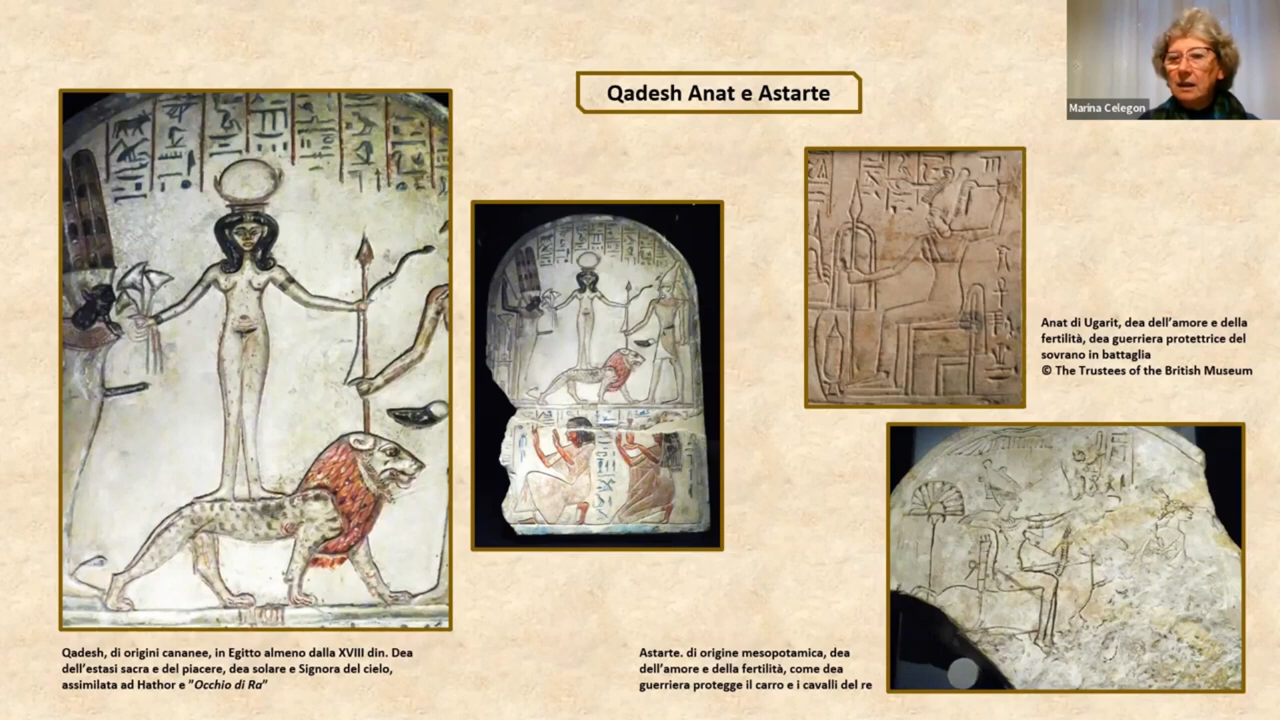 Qadesh Anat e Astarte
Marina Celegon
Anat di Ugarit, dea dell'amore e della
fertilità, dea guerriera protettrice del
sovrano in battaglia
© The Trustees of the British Museum
Qadesh, di origini cananee, in Egitto almeno dalla XVIII din. Dea
dell'estasi sacra e del piacere, dea solare e Signora del cielo,
assimilata ad Hathor e "Occhio di Ra"
Astarte. di origine mesopotamica, dea
dell'amore e della fertilità, come dea
guerriera protegge il carro e i cavalli del re